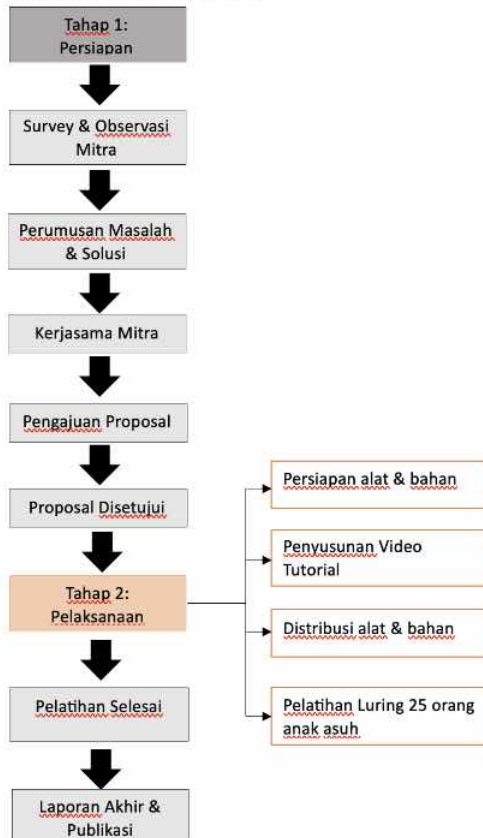 Tahap 1:
Persiapan
Survey & Observasi
Mitra
Perumusan Masalah
& Solusi
Kerjasama Mitra
Pengajuan Proposal
Proposal Disetujui
Tahap 2:
Pelaksanaan
Persiapan alat & bahan
Penyusunan Video
Tutorial
Distribusi alat & bahan
Pelatihan Luring 25 orang
anak asuh
Pelatihan Selesai
Laporan Akhir &
Publikasi